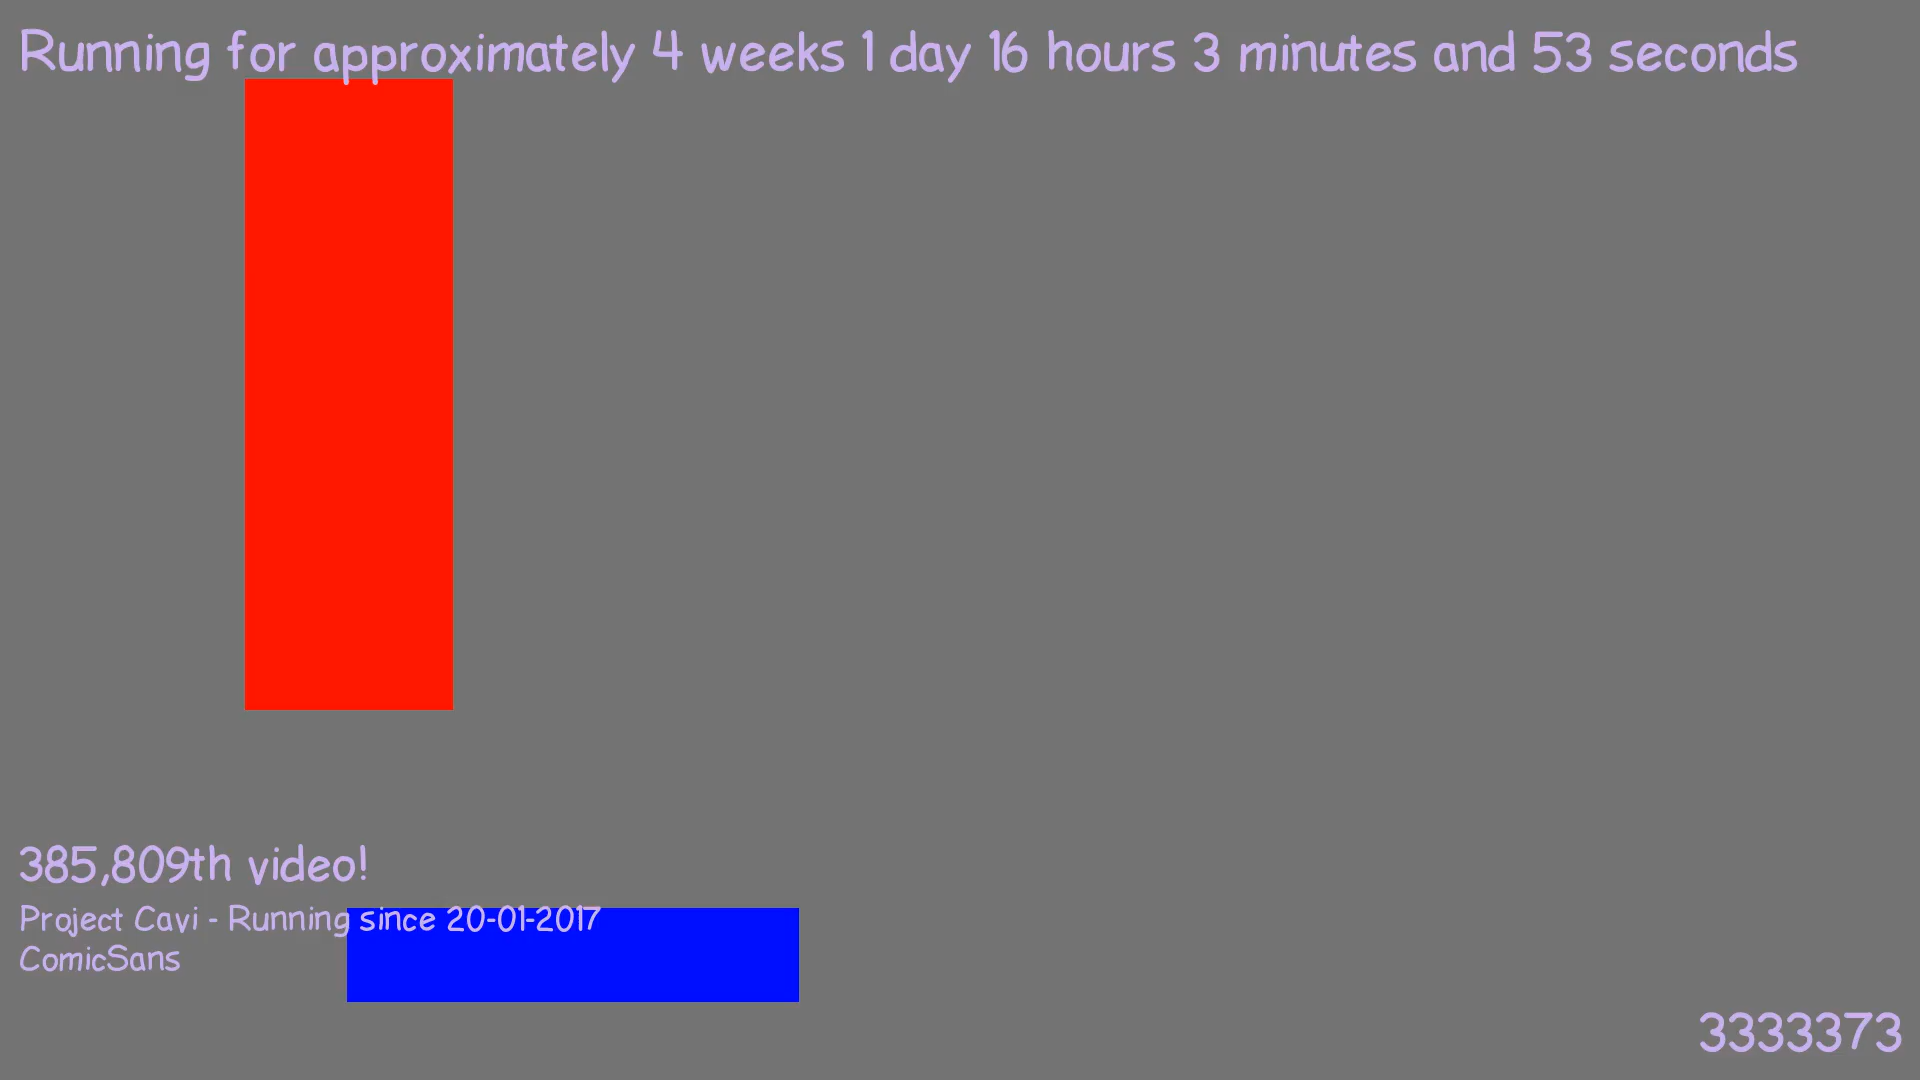 Running for approximately 4 weeks 1 day 16 hours 3 minutes and 53 seconds
385,809th video!
Project Cavi - Running since 20-01-2017
ComicSans
3333373